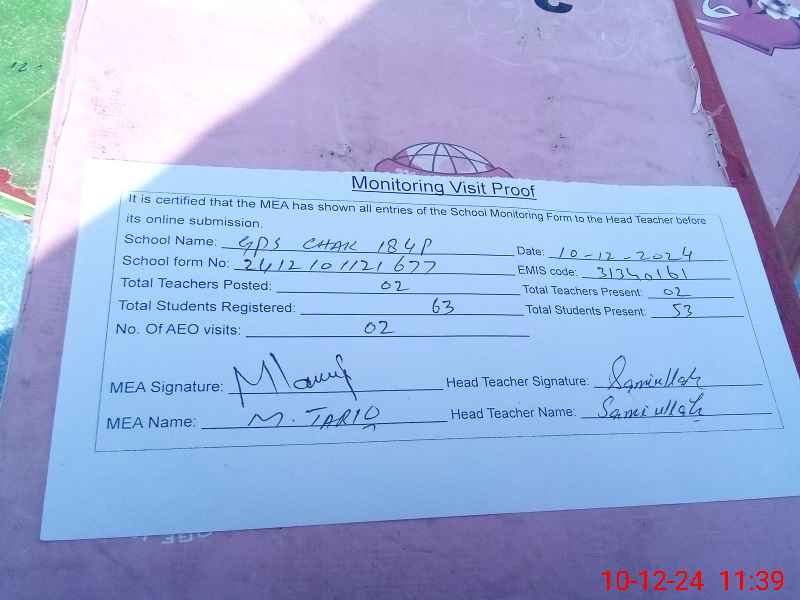 Monitoring Visit Proof
It is certified that the MEA has shown all entries of the School Monitoring Form to the Head Teacher before
its online submission.
School Name: GPS CHAK 184P Date: 10-12-2024
School form No: 2412101121677 EMIS code: 31340161
Total Teachers Posted: 02 Total Teachers Present: 02
Total Students Registered: 63 Total Students Present: 53
No. Of AEO visits: 02
MEA Signature: Head Teacher Signature: Samiullah
MEA Name: M. TARIQ Head Teacher Name: Samiullah
10-12-24 11:39